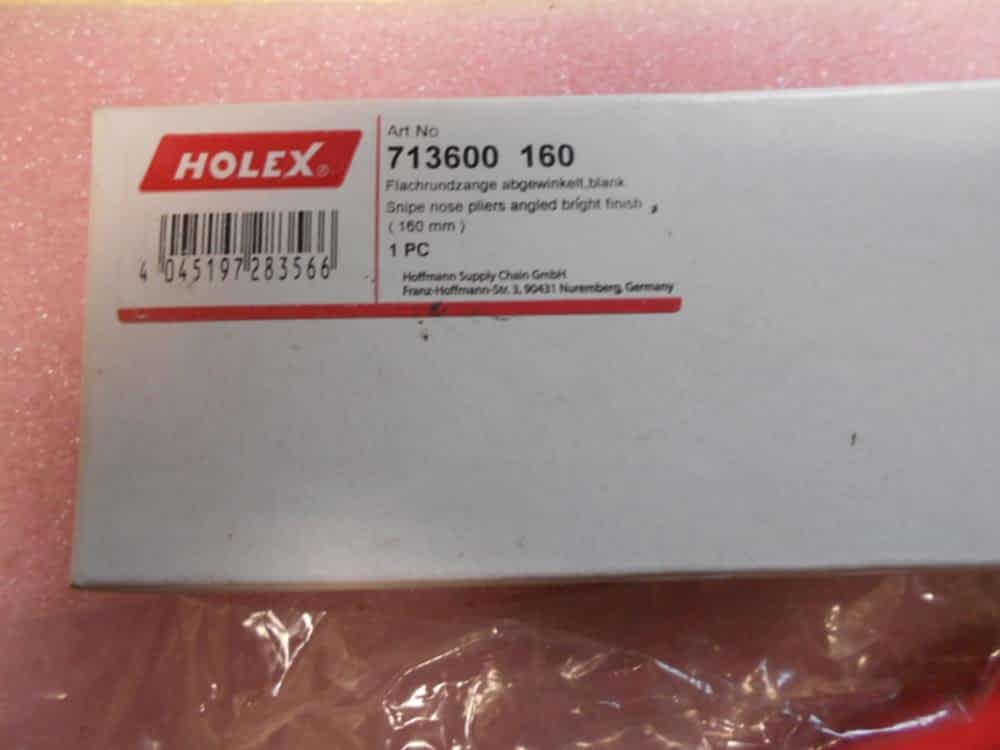 HOLEX®
4 045197 283566
Art No
713600 160
Flachrundzange abgewinkelt,blank
Snipe nose pliers angled bright finish
( 160 mm )
1 PC
Hoffmann Supply Chain GmbH
Franz-Hoffmann-Str. 3, 90431 Nuremberg, Germany